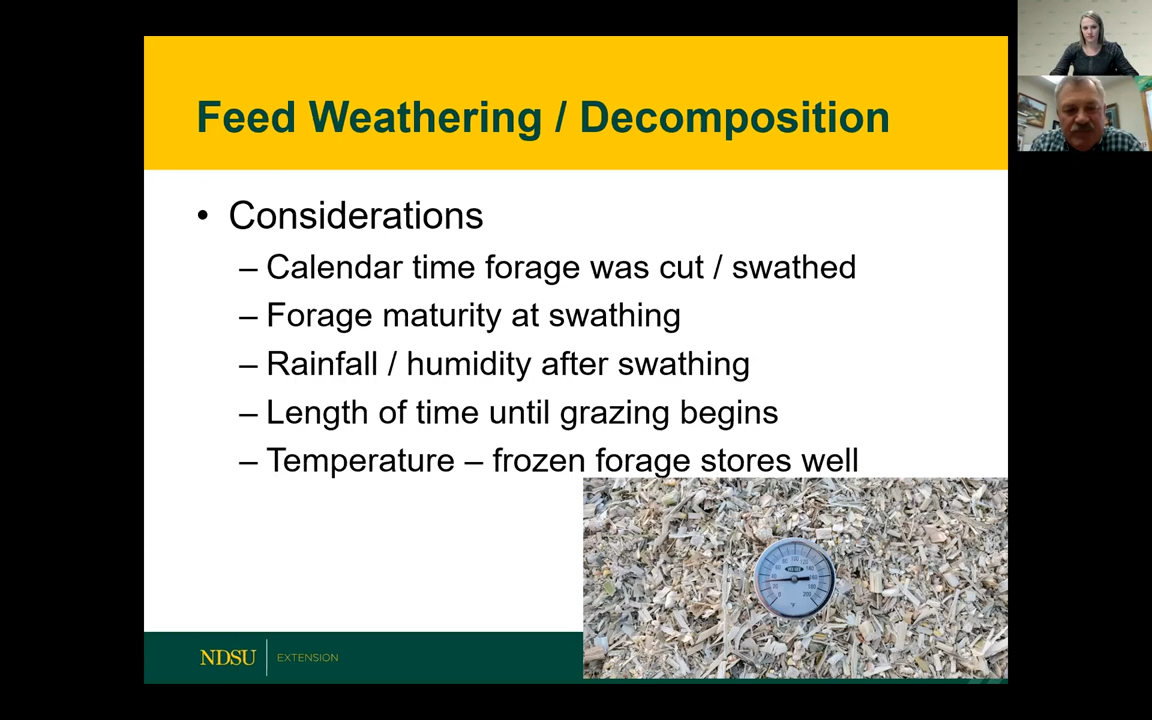 Feed Weathering / Decomposition
• Considerations
– Calendar time forage was cut / swathed
– Forage maturity at swathing
– Rainfall / humidity after swathing
– Length of time until grazing begins
– Temperature – frozen forage stores well
NDSU EXTENSION